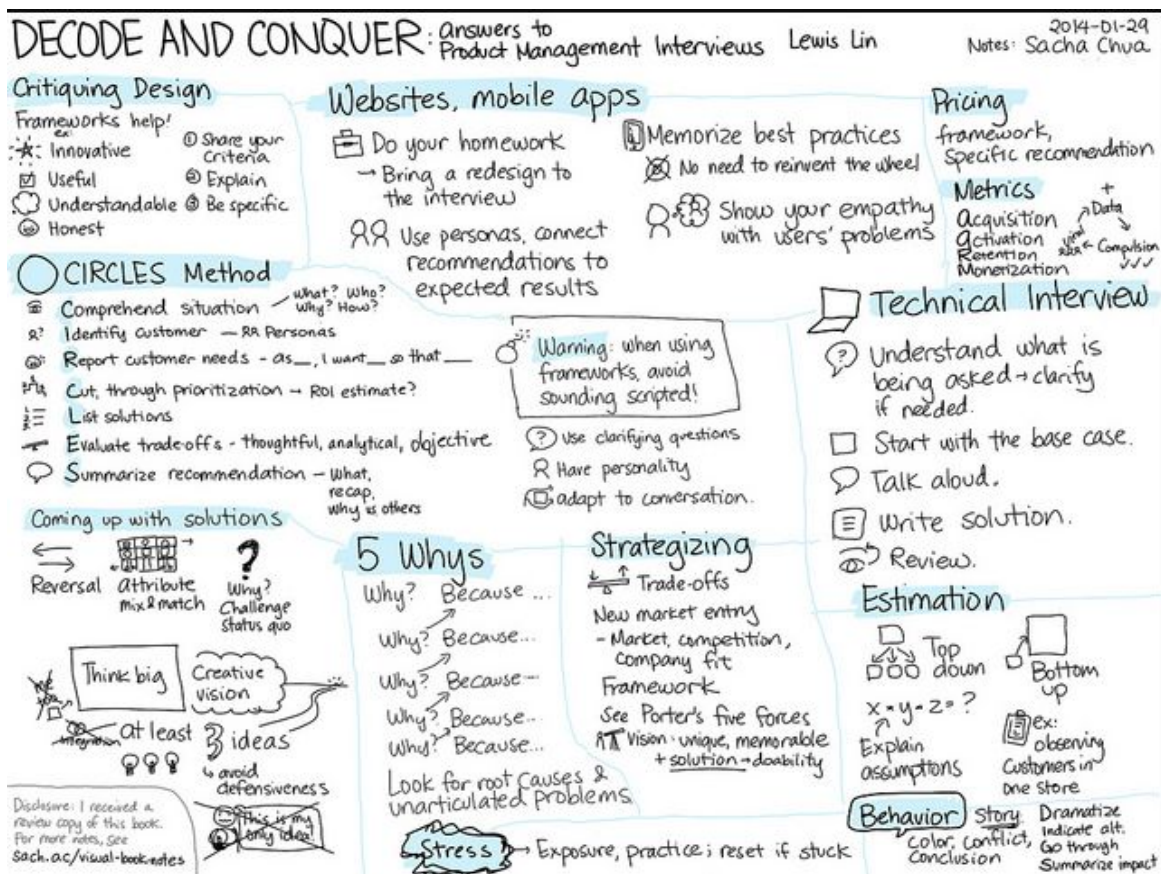 DECODE AND CONQUER: answers to
Product Management Interviews Lewis Lin
2014-01-29
Notes: Sacha Chua
Critiquing Design
Frameworks help!
ex:
Innovative
Useful
Understandable
Honest
① Share your
criteria
② Explain
③ Be specific
Websites, mobile apps
Do your homework
→ Bring a redesign to
the interview
Use personas, connect
recommendations to
expected results
Memorize best practices
No need to reinvent the wheel
Show your empathy
with users' problems
Pricing
framework,
Specific recommendation
Metrics
acquisition
activation
Retention
Monetization
+
Data
Compulsion
viral
CIRCLES Method
Comprehend situation
What? Who?
Why? How?
Identify customer — Personas
Report customer needs - as__, I want__ so that __
Cut, through prioritization → ROI estimate?
List solutions
Evaluate trade-offs - thoughtful, analytical, objective
Summarize recommendation — What,
recap,
Why vs others
Warning: when using
frameworks, avoid
sounding scripted!
Use clarifying questions
Have personality
adapt to conversation.
Technical Interview
Understand what is
being asked → clarify
if needed.
Start with the base case.
Talk aloud.
Write solution.
Review.
Coming up with solutions
Reversal
attribute
mix & match
?
Why?
Challenge
status quo
Think big
Creative
vision
me
too
integration
at least 3 ideas
↳ avoid
defensiveness
This is my
only idea!
Disclosure: I received a
review copy of this book.
For more notes, see
sach.ac/visual-book-notes
5 Whys
Why? Because ...
Why? Because...
Why? Because...
Why? Because...
Why? Because...
Look for root causes &
unarticulated problems
Strategizing
Trade-offs
New market entry
- Market, competition,
company fit
Framework
See Porter's five forces
Vision: unique, memorable
+ solution → doability
Stress → Exposure, practice; reset if stuck
Estimation
Top
down
Bottom
up
x · y · z = ?
Explain
assumptions
ex:
observing
customers in
one store
Behavior
Story
color, conflict,
conclusion
Dramatize
Indicate alt.
Go through
Summarize impact